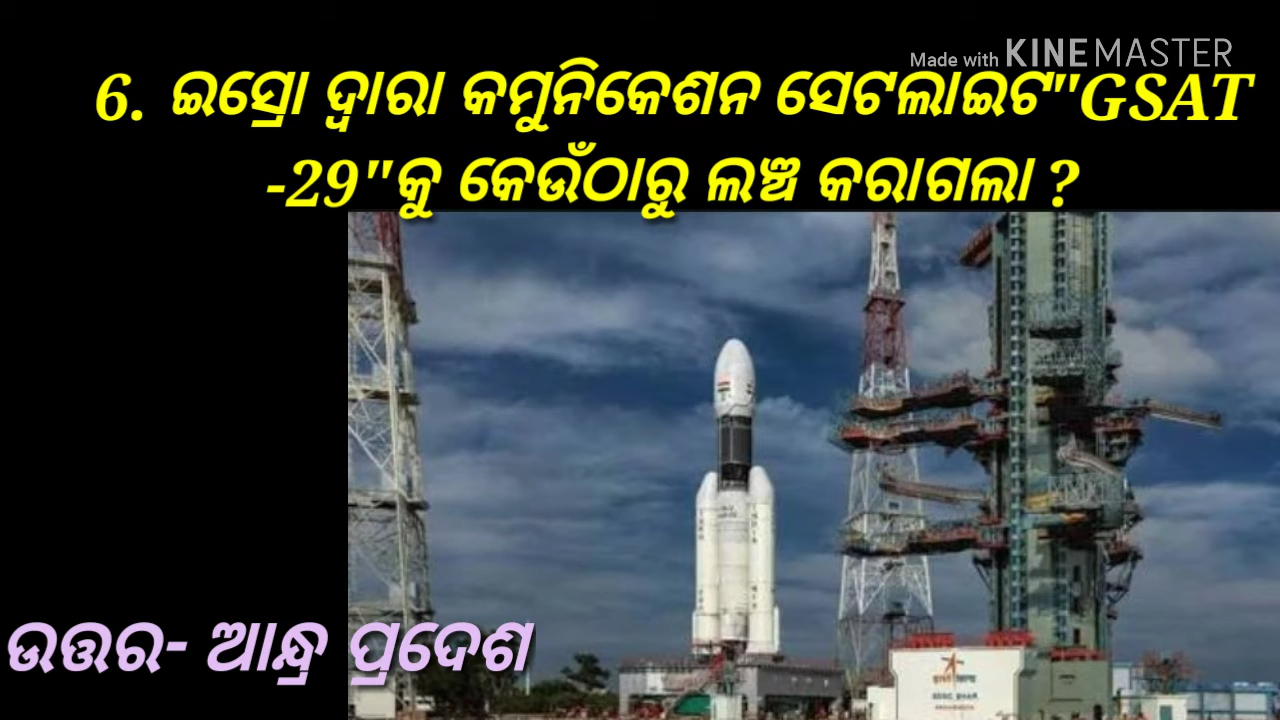 Made with KINEMASTER
6. ଇସ୍ରୋ ଦ୍ୱାରା କମୁନିକେଶନ ସେଟଲାଇଟ"GSAT
-29"କୁ କେଉଁଠାରୁ ଲଞ୍ଚ କରାଗଲା ?
ଉତ୍ତର- ଆନ୍ଧ୍ର ପ୍ରଦେଶ